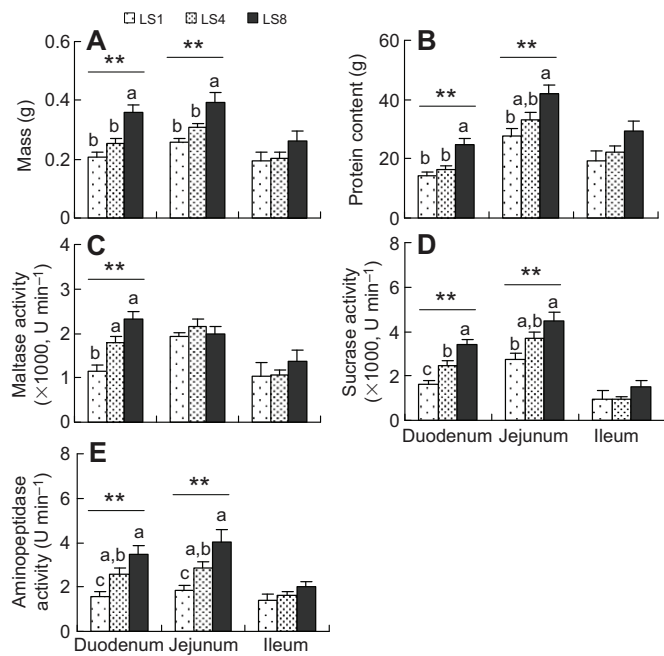 LS1 LS4 LS8
A
Mass (g)
0.6
0.4
0.2
0
**
b b a
**
b b a
B
Protein content (g)
60
40
20
0
**
b b a
**
b a,b a
C
Maltase activity
(×1000, U min–1)
4
3
2
1
0
**
b a a
D
Sucrase activity
(×1000, U min–1)
8
6
4
2
0
**
c b a
**
b a,b a
Duodenum Jejunum Ileum
E
Aminopeptidase
activity (U min–1)
8
6
4
2
0
**
c a,b a
**
c a,b a
Duodenum Jejunum Ileum